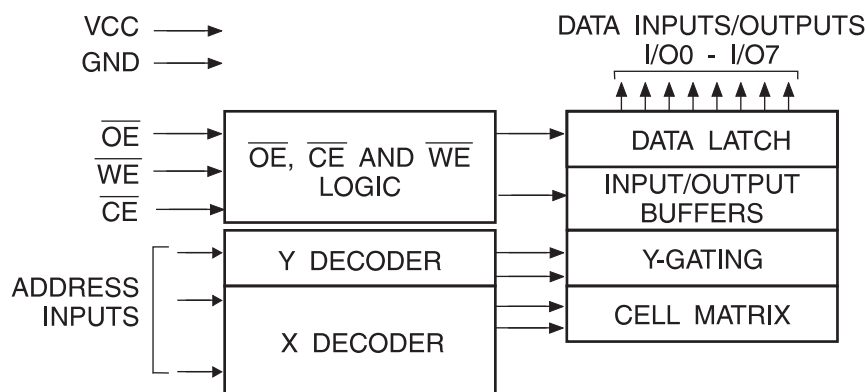 VCC
GND
DATA INPUTS/OUTPUTS
I/O0 - I/O7
OE
WE
CE
OE, CE AND WE
LOGIC
DATA LATCH
INPUT/OUTPUT
BUFFERS
Y DECODER
Y-GATING
ADDRESS
INPUTS
X DECODER
CELL MATRIX